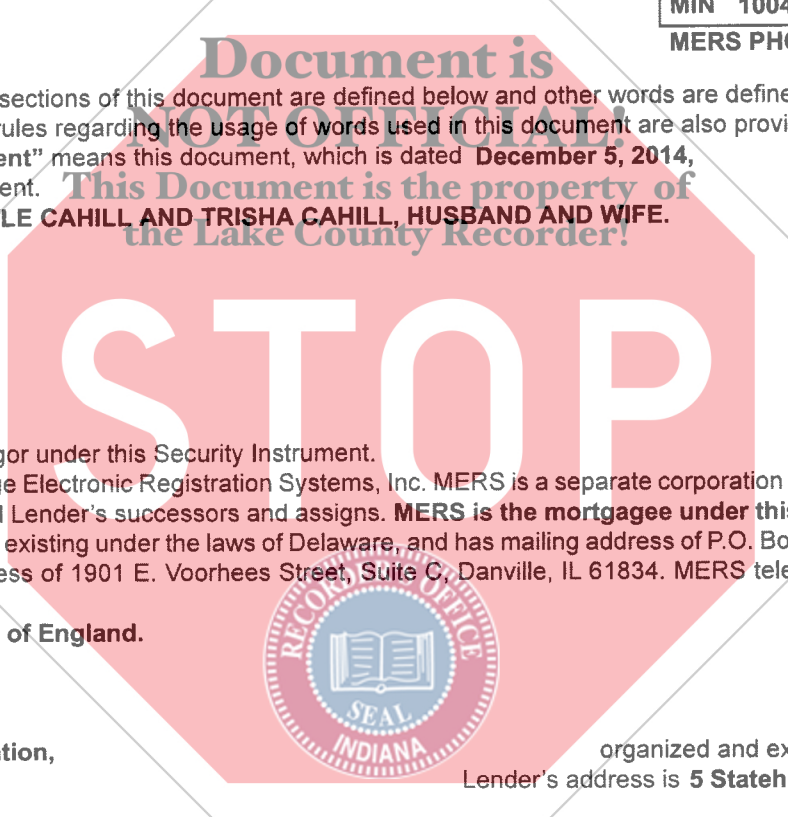 MIN 1004
MERS PH
Document is
sections of this document are defined below and other words are define
rules regarding the usage of words used in this document are also provi
NOT OFFICIAL!
ent” means this document, which is dated December 5, 2014,
ent.
This Document is the property of
LE CAHILL AND TRISHA CAHILL, HUSBAND AND WIFE.
the Lake County Recorder!
STOP
gor under this Security Instrument.
ge Electronic Registration Systems, Inc. MERS is a separate corporation
d Lender's successors and assigns. MERS is the mortgagee under this
existing under the laws of Delaware, and has mailing address of P.O. Bo
ess of 1901 E. Voorhees Street, Suite C, Danville, IL 61834. MERS tele
RECORDER'S OFFICE
of England.
SEAL
INDIANA
tion,
organized and ex
Lender's address is 5 Stateh